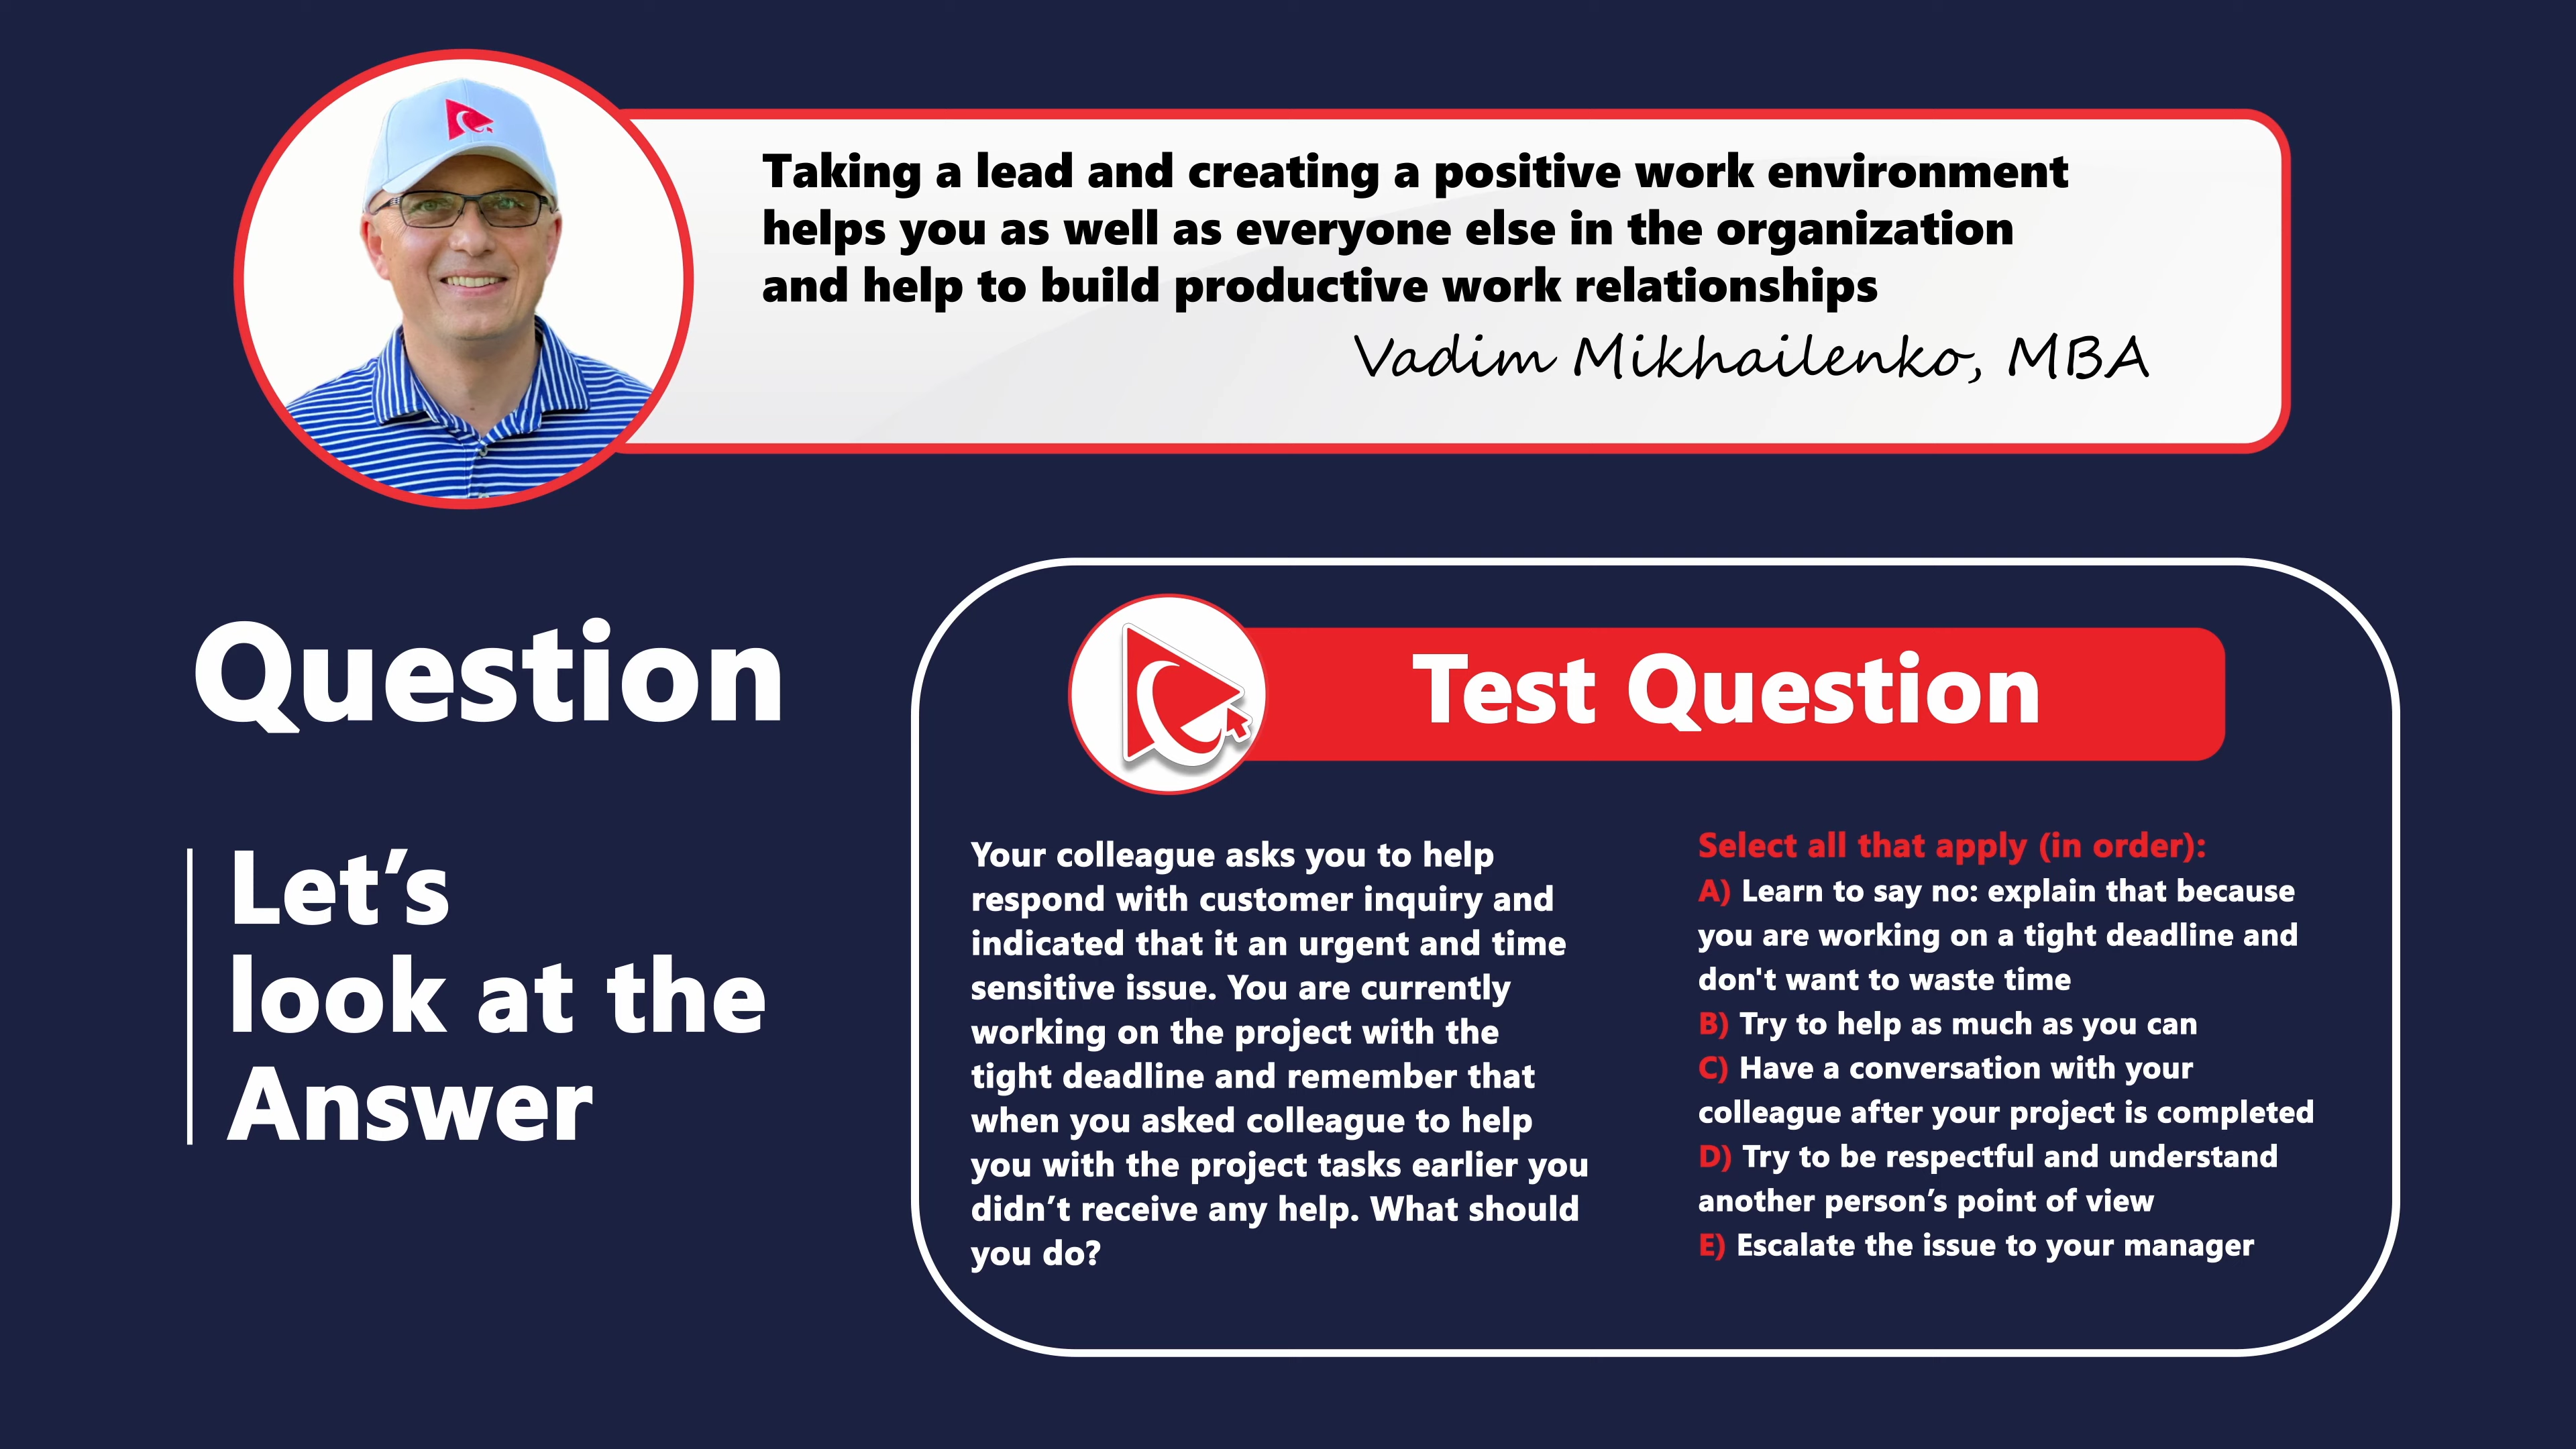 Taking a lead and creating a positive work environment
helps you as well as everyone else in the organization
and help to build productive work relationships
Vadim Mikhailenko, MBA
Question
Let’s
look at the
Answer
Test Question
Your colleague asks you to help
respond with customer inquiry and
indicated that it an urgent and time
sensitive issue. You are currently
working on the project with the
tight deadline and remember that
when you asked colleague to help
you with the project tasks earlier you
didn’t receive any help. What should
you do?
Select all that apply (in order):
A) Learn to say no: explain that because
you are working on a tight deadline and
don't want to waste time
B) Try to help as much as you can
C) Have a conversation with your
colleague after your project is completed
D) Try to be respectful and understand
another person’s point of view
E) Escalate the issue to your manager